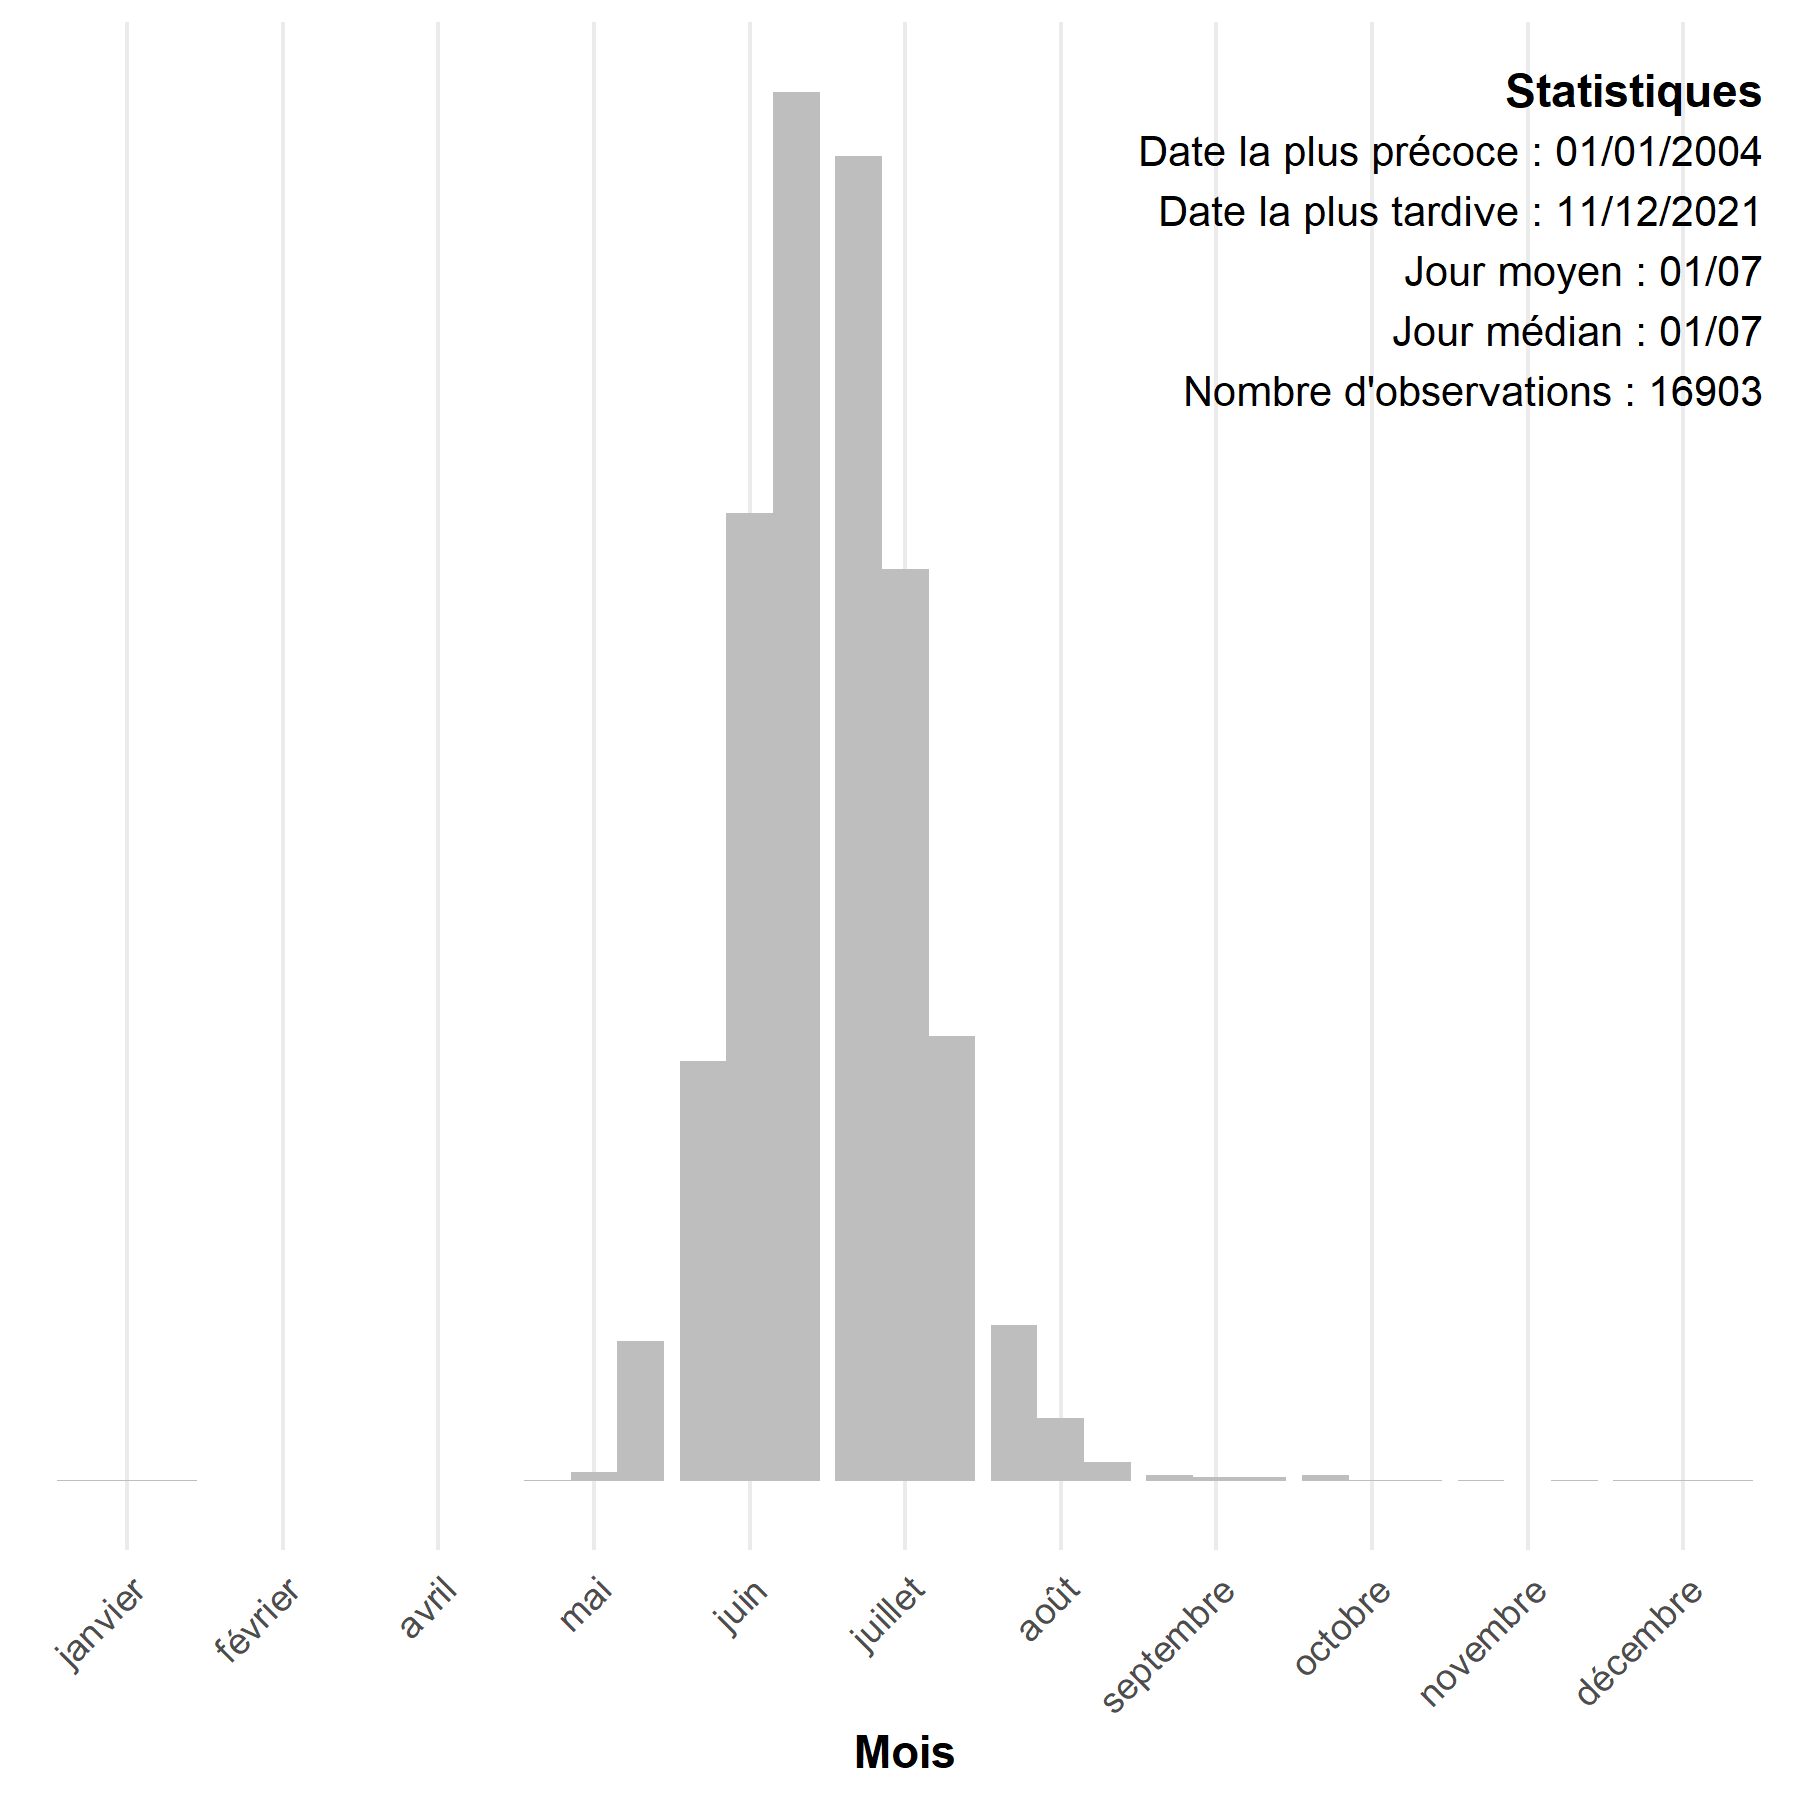 Statistiques
Date la plus précoce : 01/01/2004
Date la plus tardive : 11/12/2021
Jour moyen : 01/07
Jour médian : 01/07
Nombre d'observations : 16903
janvier
février
avril
mai
juin
juillet
août
septembre
octobre
novembre
décembre
Mois